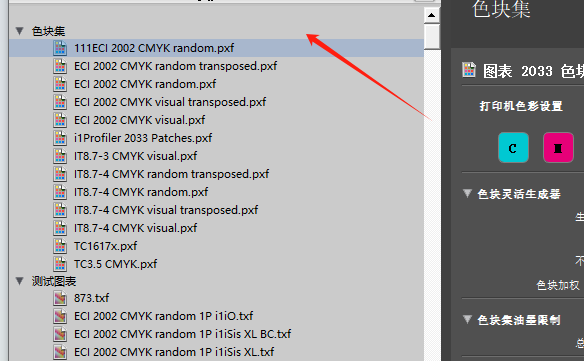 色块集
色块集
111ECI 2002 CMYK random.pxf
ECI 2002 CMYK random transposed.pxf
ECI 2002 CMYK random.pxf
ECI 2002 CMYK visual transposed.pxf
ECI 2002 CMYK visual.pxf
i1Profiler 2033 Patches.pxf
IT8.7-3 CMYK visual.pxf
IT8.7-4 CMYK random transposed.pxf
IT8.7-4 CMYK random.pxf
IT8.7-4 CMYK visual transposed.pxf
IT8.7-4 CMYK visual.pxf
TC1617x.pxf
TC3.5 CMYK.pxf
测试图表
873.txf
ECI 2002 CMYK random 1P i1iO.txf
ECI 2002 CMYK random 1P i1iSis XL BC.txf
ECI 2002 CMYK random 1P i1iSis XL.txf
图表 2033 色块
打印机色彩设置
C
M
色块灵活生成器
不
色块加权
色块集油墨限制
总